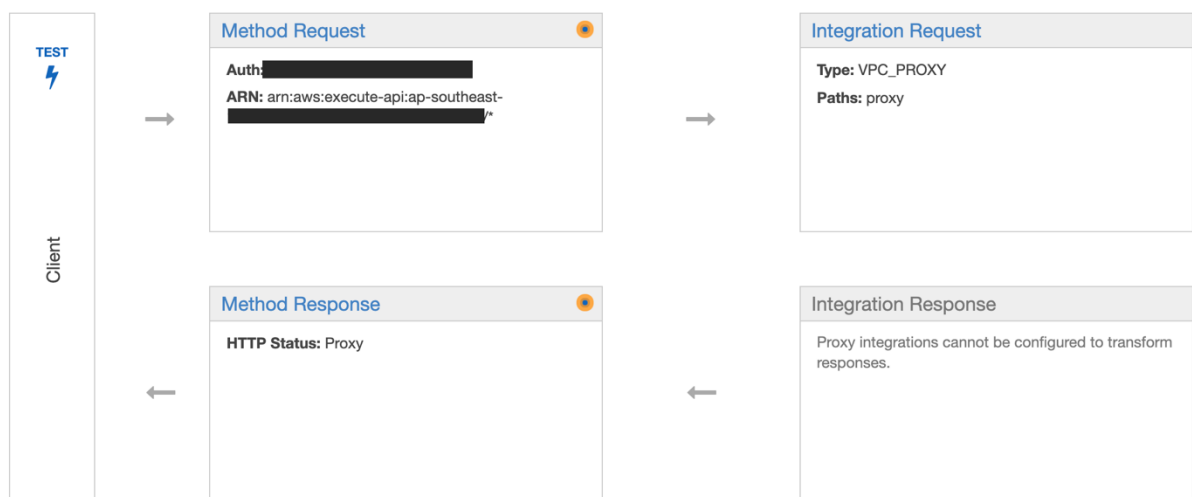 TEST
Client
Method Request
Auth:
ARN: arn:aws:execute-api:ap-southeast-
/*
Integration Request
Type: VPC_PROXY
Paths: proxy
Method Response
HTTP Status: Proxy
Integration Response
Proxy integrations cannot be configured to transform
responses.